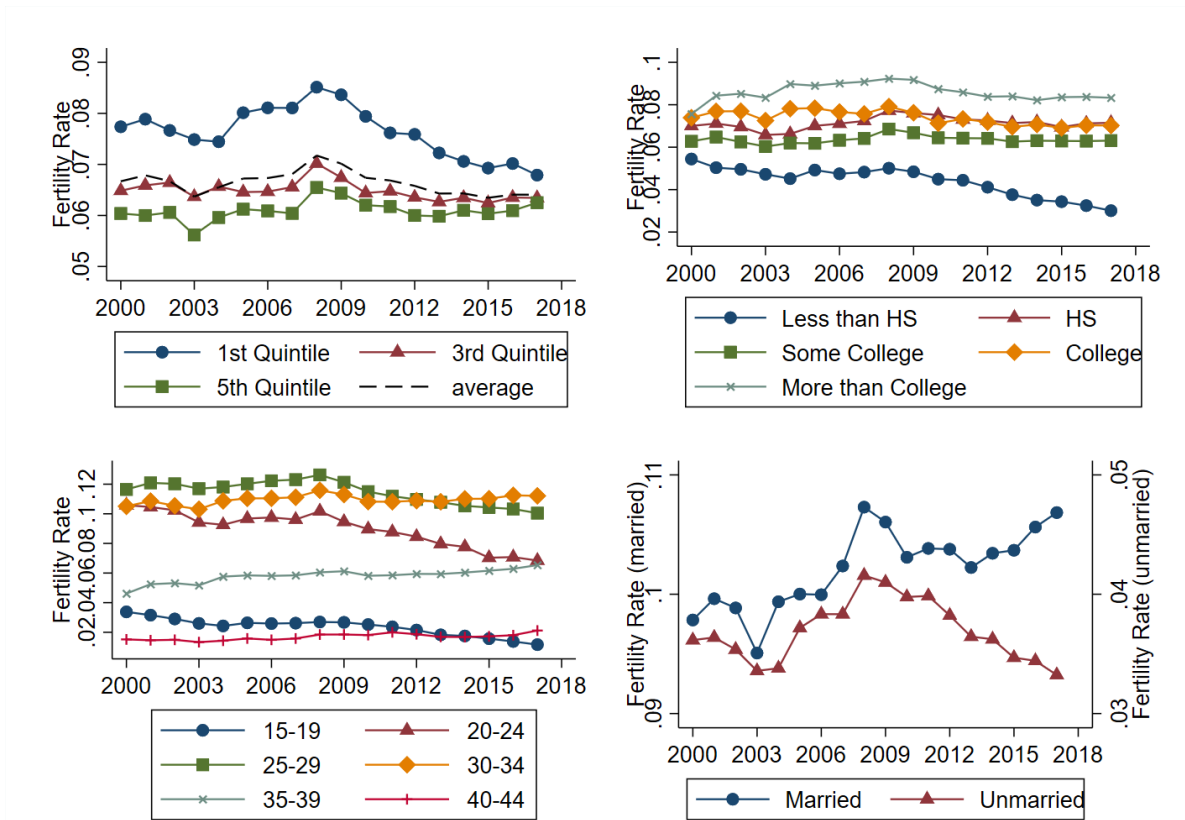 Fertility Rate
.09
.08
.07
.06
.05
2000 2003 2006 2009 2012 2015 2018
1st Quintile 3rd Quintile
5th Quintile average
Fertility Rate
.1
.08
.06
.04
.02
2000 2003 2006 2009 2012 2015 2018
Less than HS HS
Some College College
More than College
Fertility Rate
.12
.1
.08
.06
.04
.02
2000 2003 2006 2009 2012 2015 2018
15-19 20-24
25-29 30-34
35-39 40-44
Fertility Rate (married)
.11
.1
.09
Fertility Rate (unmarried)
.05
.04
.03
2000 2003 2006 2009 2012 2015 2018
Married Unmarried